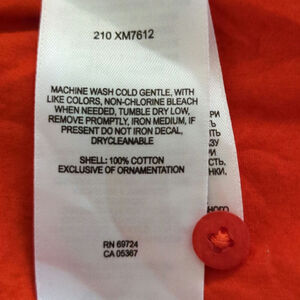 210 XM7612
MACHINE WASH COLD GENTLE, WITH
LIKE COLORS, NON-CHLORINE BLEACH
WHEN NEEDED, TUMBLE DRY LOW,
REMOVE PROMPTLY, IRON MEDIUM, IF
PRESENT DO NOT IRON DECAL,
DRYCLEANABLE
SHELL: 100% COTTON
EXCLUSIVE OF ORNAMENTATION
RN 69724
CA 05367